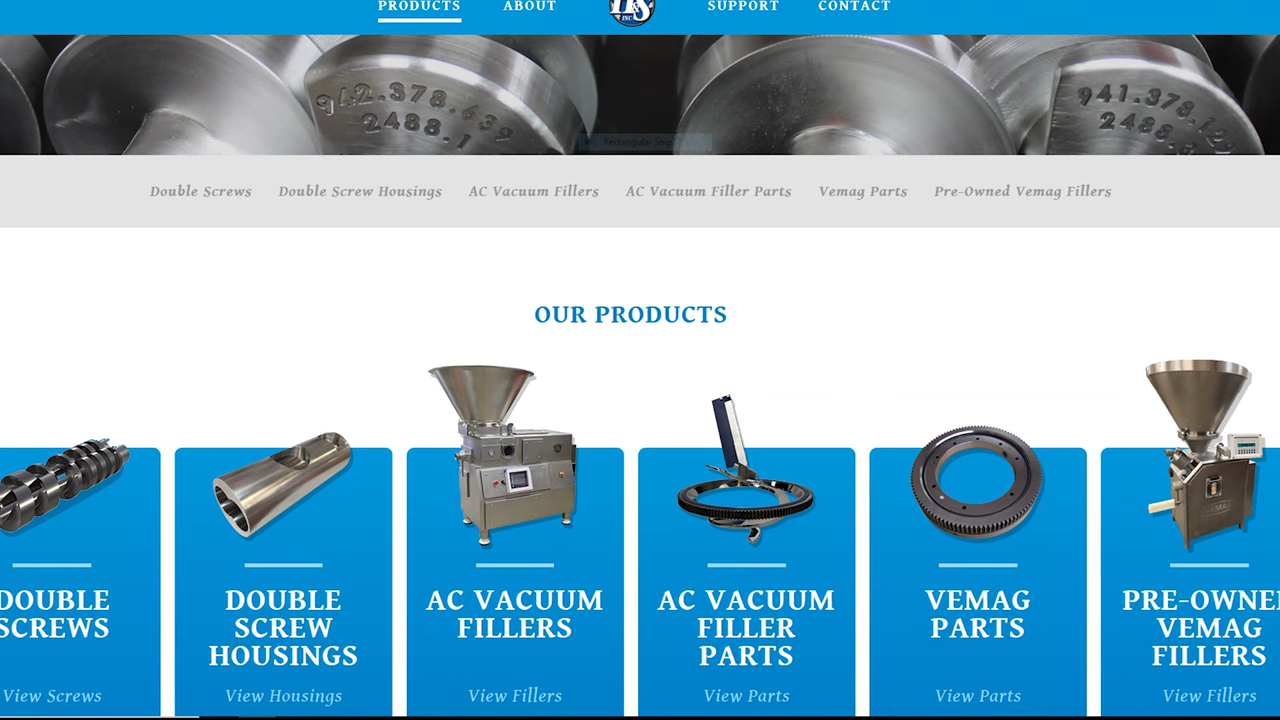 PRODUCTS ABOUT SUPPORT CONTACT
INC
942.378.439
2488.1
941.378.12
2488.
Rectangular Snip
Double Screws Double Screw Housings AC Vacuum Fillers AC Vacuum Filler Parts Vemag Parts Pre-Owned Vemag Fillers
OUR PRODUCTS
DOUBLE
SCREWS
View Screws
DOUBLE
SCREW
HOUSINGS
View Housings
AC VACUUM
FILLERS
View Fillers
AC VACUUM
FILLER
PARTS
View Parts
VEMAG
PARTS
View Parts
PRE-OWNE
VEMAG
FILLERS
View Fillers